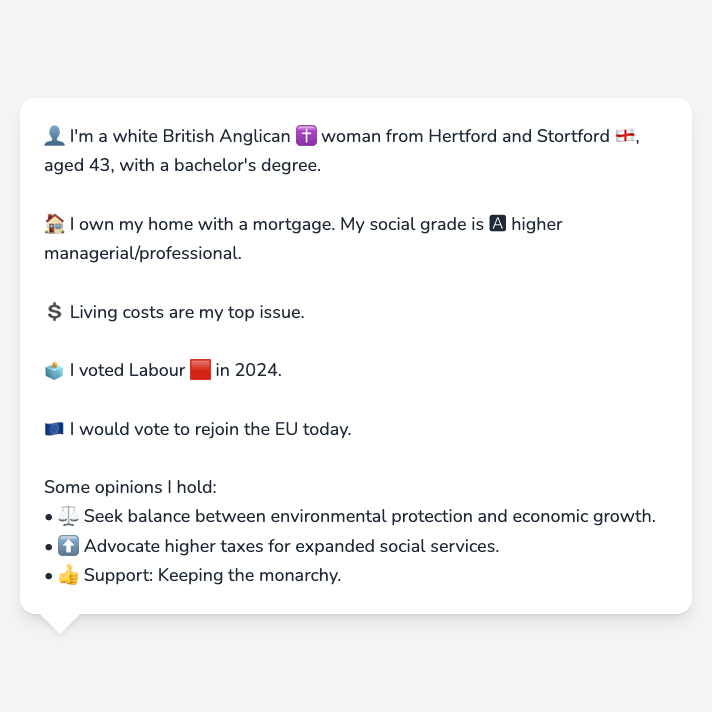 👤 I'm a white British Anglican ✝️ woman from Hertford and Stortford 🏴󠁧󠁢󠁥󠁮󠁧󠁿,
aged 43, with a bachelor's degree.
🏠 I own my home with a mortgage. My social grade is 🅰 higher
managerial/professional.
💲 Living costs are my top issue.
🗳️ I voted Labour 🟥 in 2024.
🇪🇺 I would vote to rejoin the EU today.
Some opinions I hold:
• ⚖️ Seek balance between environmental protection and economic growth.
• ⬆️ Advocate higher taxes for expanded social services.
• 👍 Support: Keeping the monarchy.